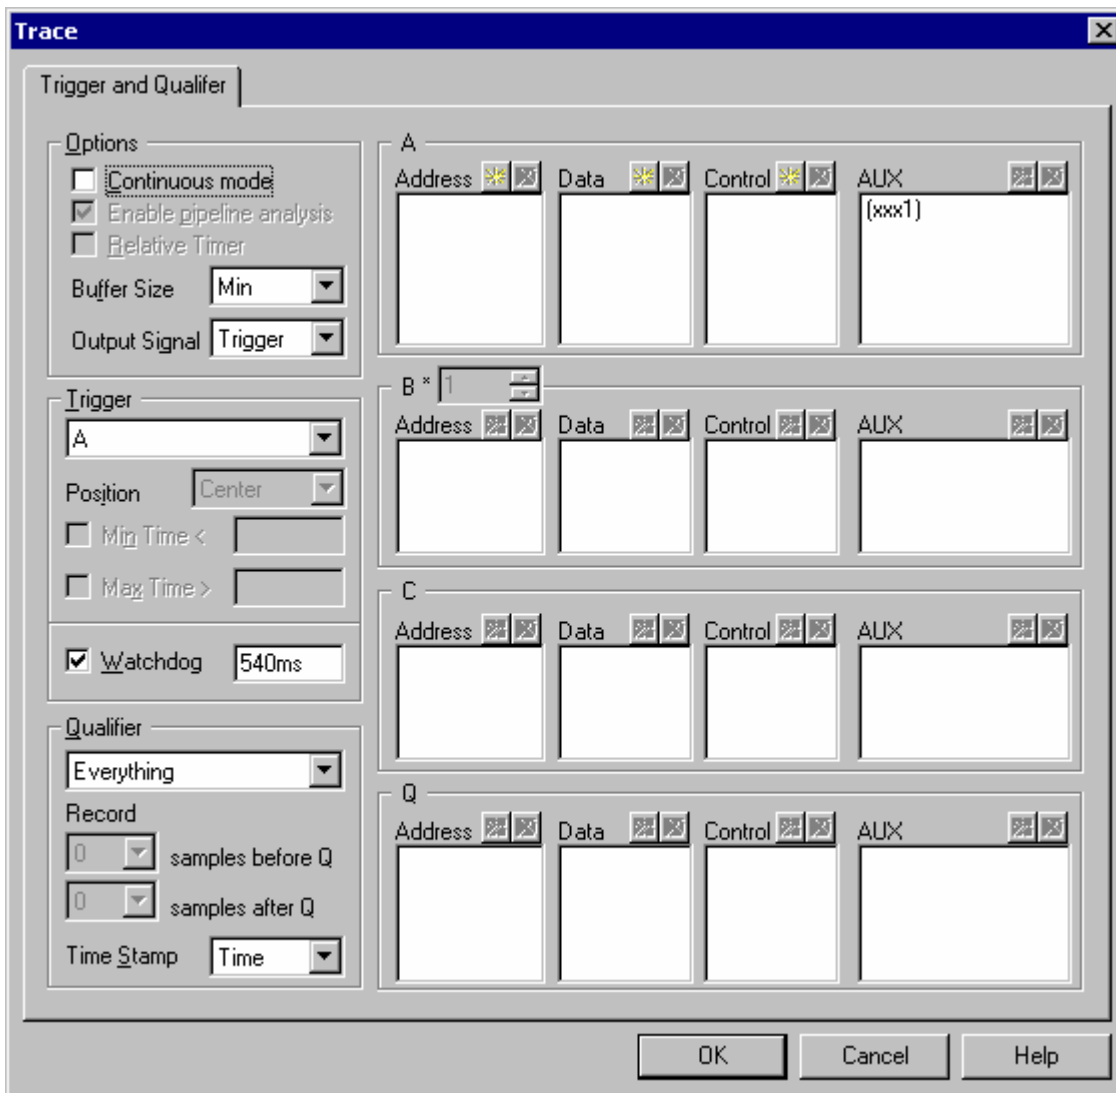 Trace
Trigger and Qualifer
Options
Continuous mode
Enable pipeline analysis
Relative Timer
Buffer Size Min
Output Signal Trigger
Trigger
A
Position Center
Min Time <
Max Time >
Watchdog 540ms
Qualifier
Everything
Record
0 samples before Q
0 samples after Q
Time Stamp Time
A
Address Data Control AUX
(xxx1)
B * 1
Address Data Control AUX
C
Address Data Control AUX
Q
Address Data Control AUX
OK Cancel Help